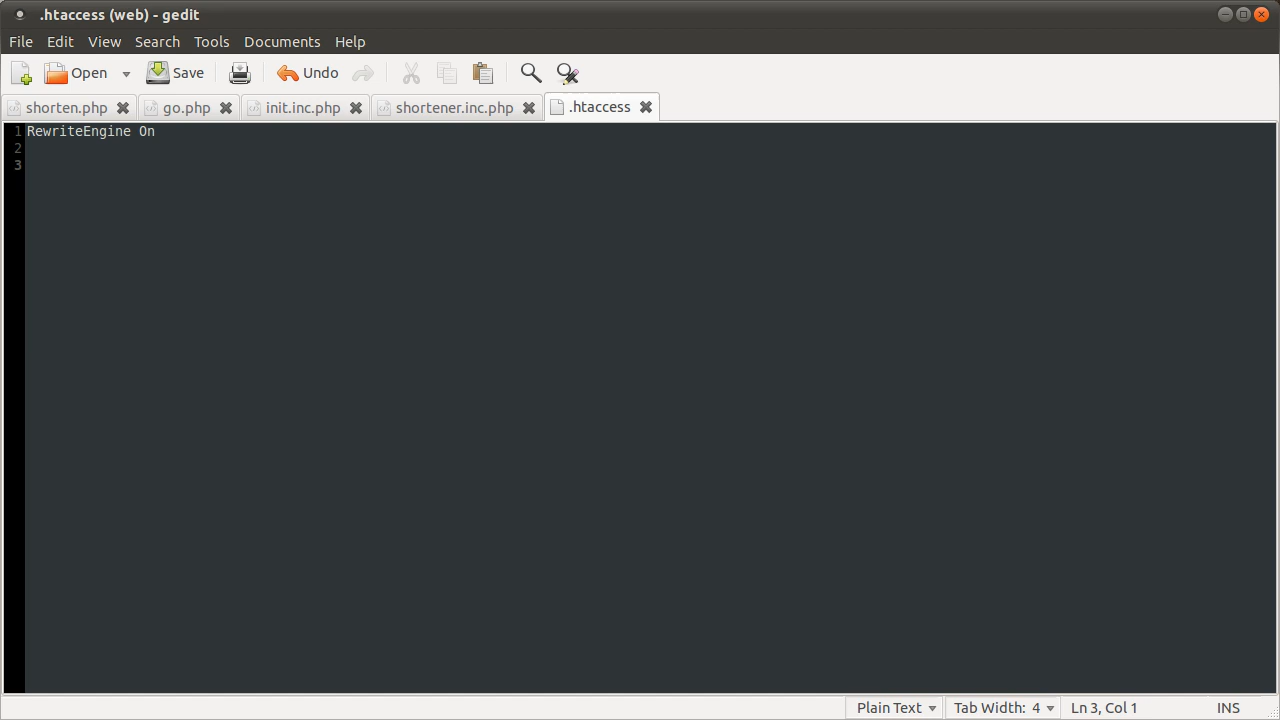 .htaccess (web) - gedit
File Edit View Search Tools Documents Help
Open Save Undo
shorten.php go.php init.inc.php shortener.inc.php .htaccess
1 RewriteEngine On
2
3
Plain Text Tab Width: 4 Ln 3, Col 1 INS